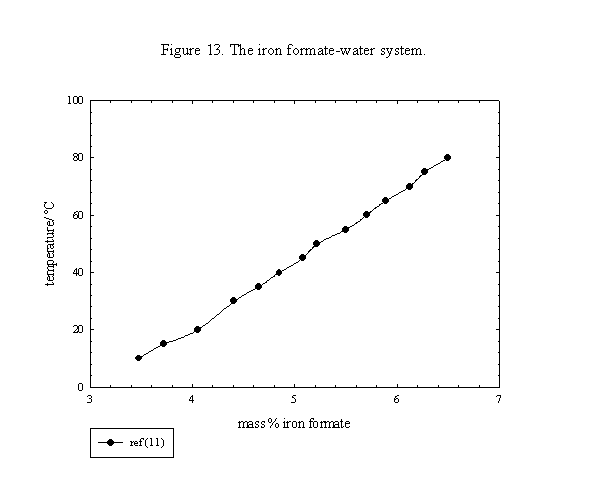 Figure 13. The iron formate-water system.
100
80
60
40
20
0
temperature/ °C
3 4 5 6 7
mass% iron formate
ref (11)